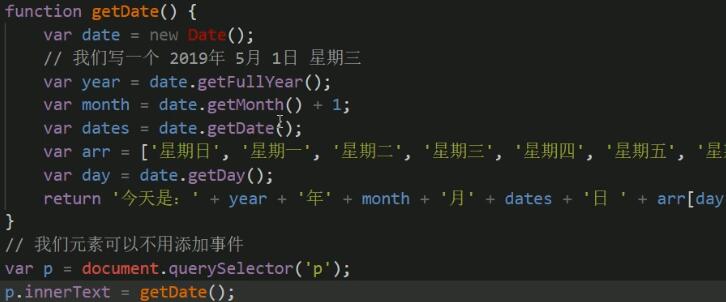 function getDate() {
    var date = new Date();
    // 我们写一个 2019年 5月 1日 星期三
    var year = date.getFullYear();
    var month = date.getMonth() + 1;
    var dates = date.getDate();
    var arr = ['星期日', '星期一', '星期二', '星期三', '星期四', '星期五', '星
    var day = date.getDay();
    return '今天是：' + year + '年' + month + '月' + dates + '日 ' + arr[day
}
// 我们元素可以不用添加事件
var p = document.querySelector('p');
p.innerText = getDate();